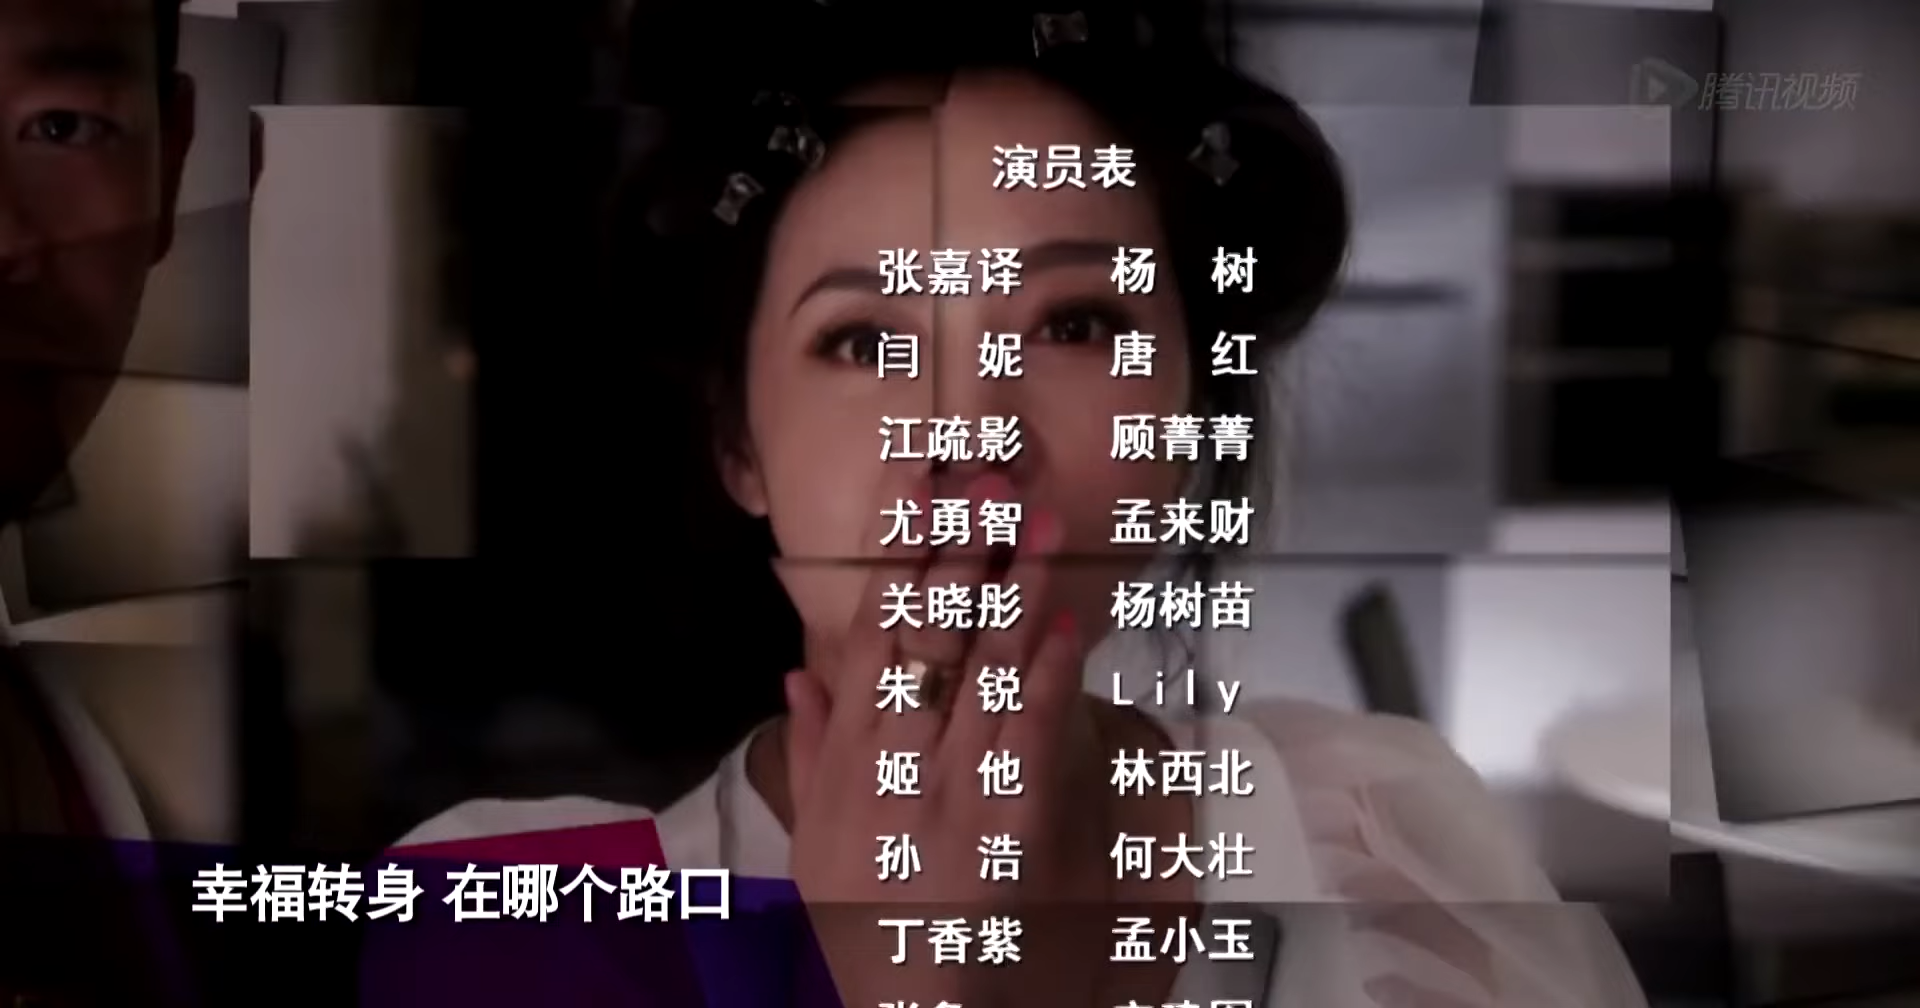 腾讯视频
演员表
张嘉译 杨 树
闫 妮 唐 红
江疏影 顾菁菁
尤勇智 孟来财
关晓彤 杨树苗
朱 锐 Lily
姬 他 林西北
孙 浩 何大壮
幸福转身 在哪个路口
丁香紫 孟小玉